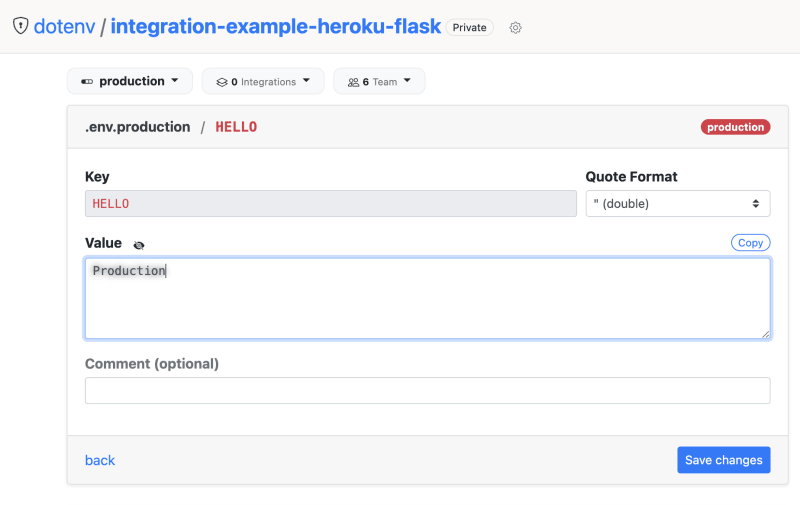 dotenv / integration-example-heroku-flask Private
production 0 Integrations 6 Team
.env.production / HELLO production
Key Quote Format
HELLO " (double)
Value Copy
Production
Comment (optional)
back Save changes